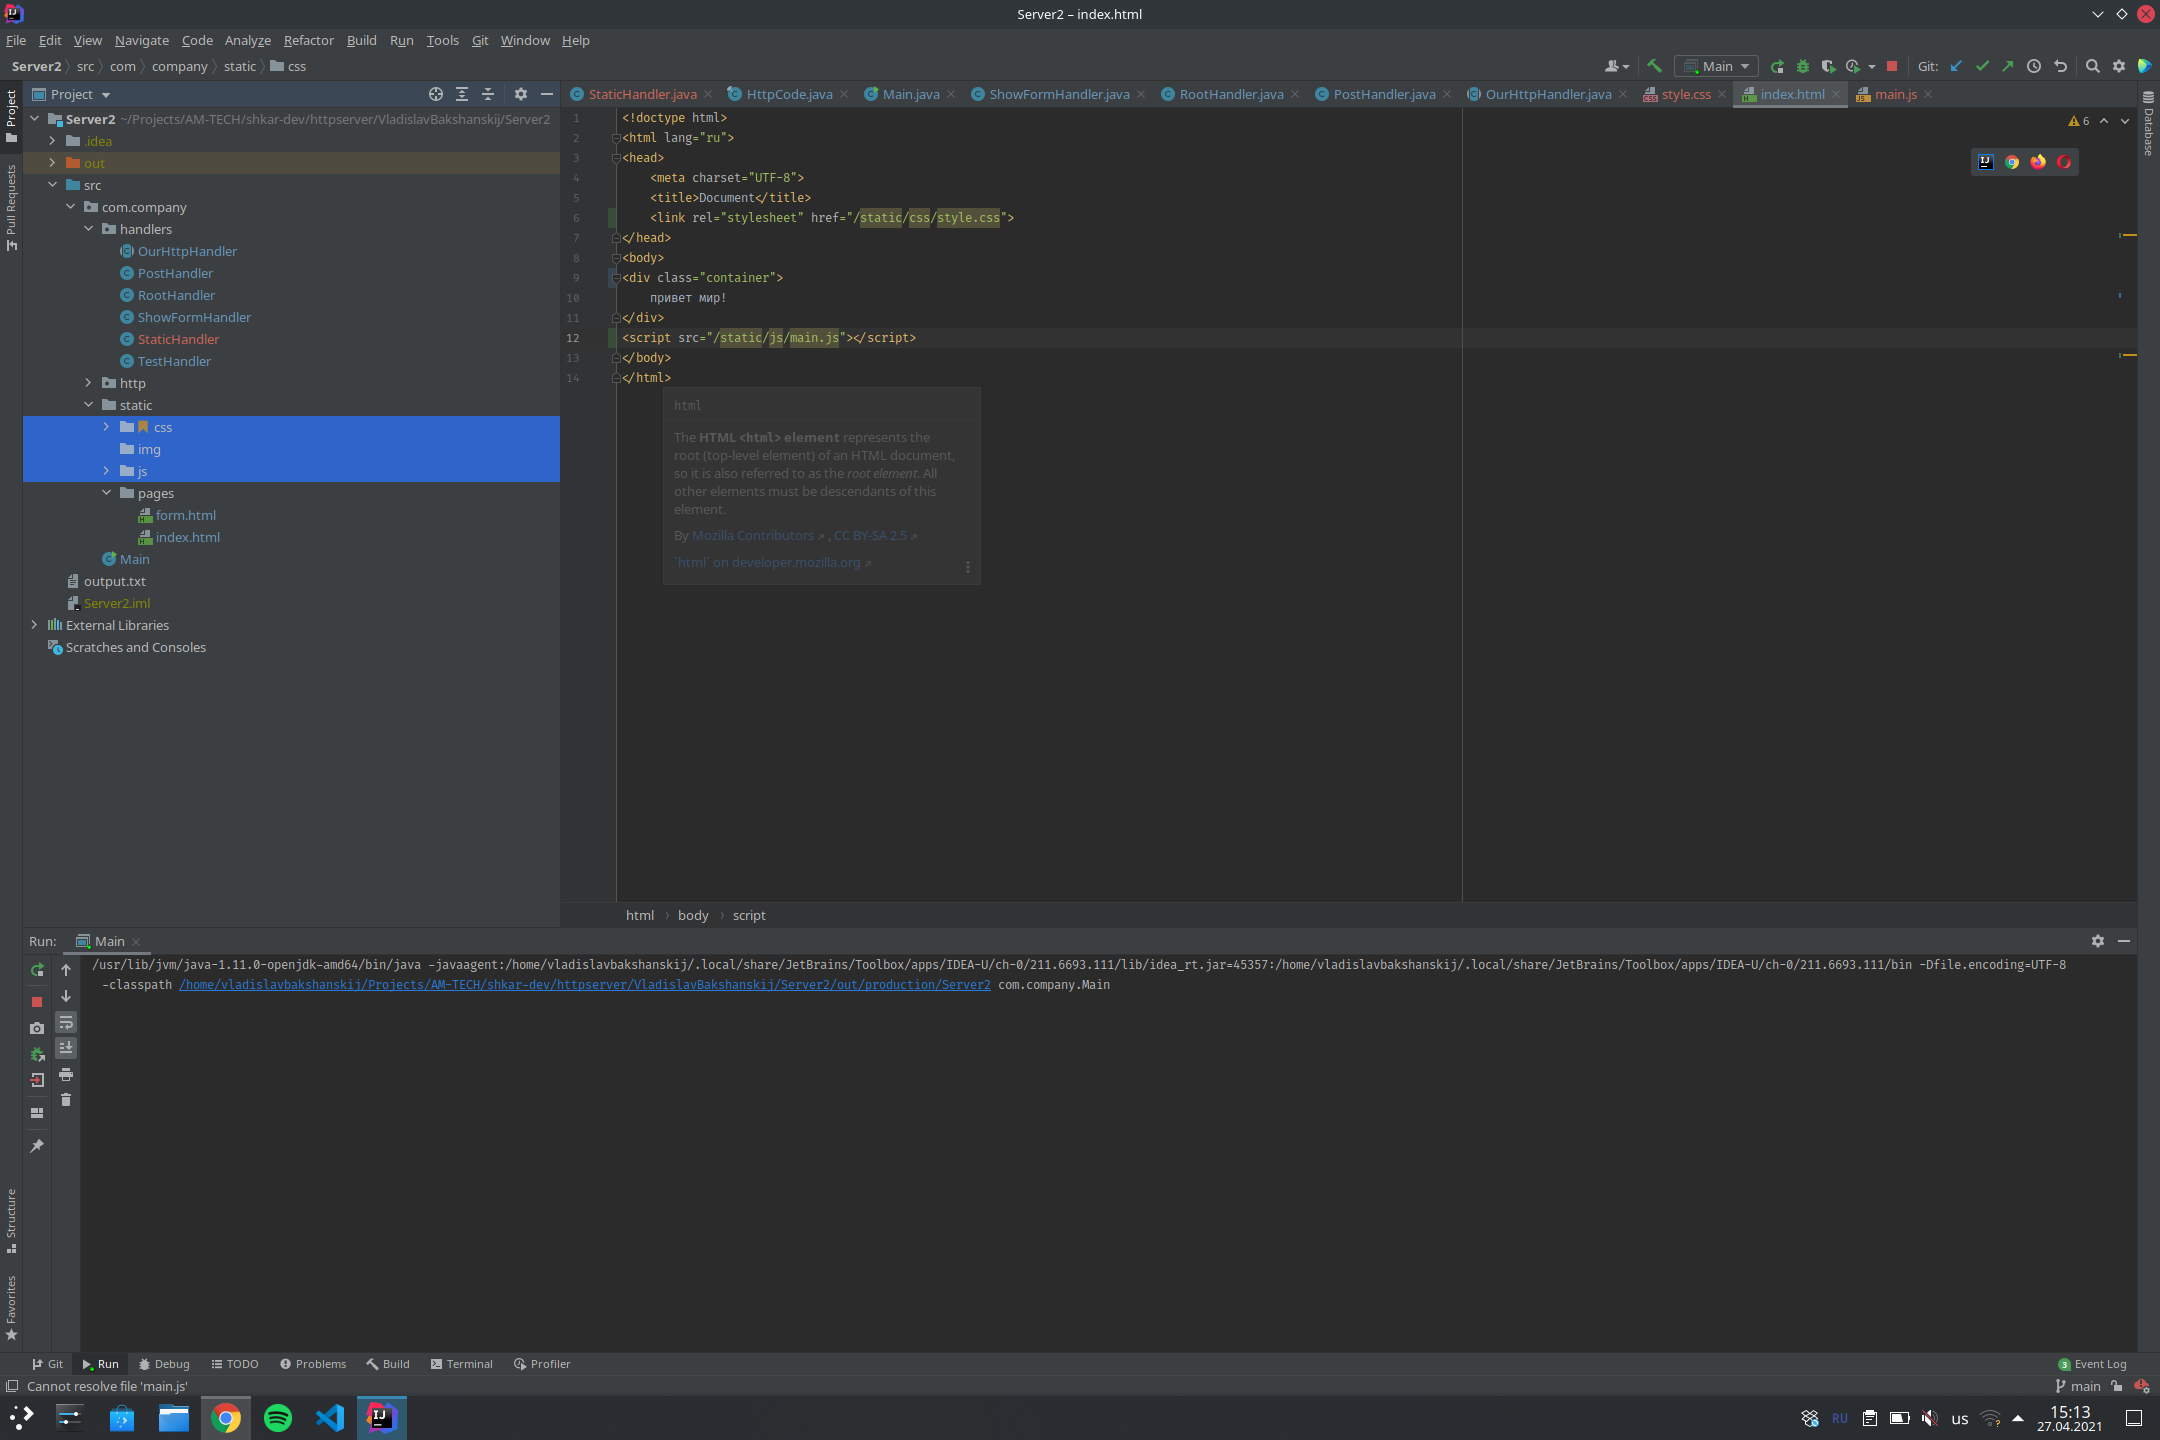 Server2 – index.html
File Edit View Navigate Code Analyze Refactor Build Run Tools Git Window Help
Server2 src com company static css
Main
Git:
Project
StaticHandler.java HttpCode.java Main.java ShowFormHandler.java RootHandler.java PostHandler.java OurHttpHandler.java style.css index.html main.js
Project
Pull Requests
Structure
Favorites
Database
Server2 ~/Projects/AM-TECH/shkar-dev/httpserver/VladislavBakshanskij/Server2
.idea
out
src
com.company
handlers
OurHttpHandler
PostHandler
RootHandler
ShowFormHandler
StaticHandler
TestHandler
http
static
css
img
js
pages
form.html
index.html
Main
output.txt
Server2.iml
External Libraries
Scratches and Consoles
6
1 <!doctype html>
2 <html lang="ru">
3 <head>
4 <meta charset="UTF-8">
5 <title>Document</title>
6 <link rel="stylesheet" href="/static/css/style.css">
7 </head>
8 <body>
9 <div class="container">
10 привет мир!
11 </div>
12 <script src="/static/js/main.js"></script>
13 </body>
14 </html>
html
The HTML <html> element represents the
root (top-level element) of an HTML document,
so it is also referred to as the root element. All
other elements must be descendants of this
element.
By Mozilla Contributors , CC BY-SA 2.5
`html` on developer.mozilla.org
html body script
Run: Main
/usr/lib/jvm/java-1.11.0-openjdk-amd64/bin/java -javaagent:/home/vladislavbakshanskij/.local/share/JetBrains/Toolbox/apps/IDEA-U/ch-0/211.6693.111/lib/idea_rt.jar=45357:/home/vladislavbakshanskij/.local/share/JetBrains/Toolbox/apps/IDEA-U/ch-0/211.6693.111/bin -Dfile.encoding=UTF-8
-classpath /home/vladislavbakshanskij/Projects/AM-TECH/shkar-dev/httpserver/VladislavBakshanskij/Server2/out/production/Server2 com.company.Main
Git Run Debug TODO Problems Build Terminal Profiler
3 Event Log
Cannot resolve file 'main.js'
main
RU
us
15:13
27.04.2021